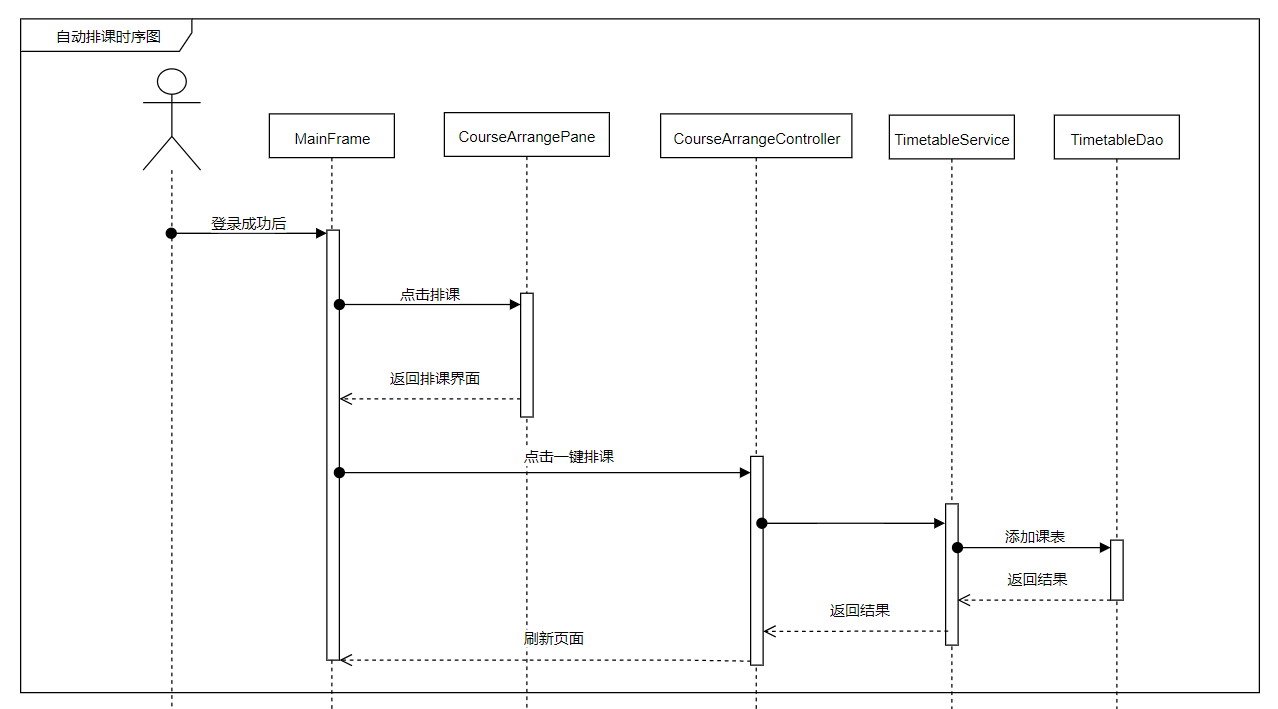 自动排课时序图
MainFrame
CourseArrangePane
CourseArrangeController
TimetableService
TimetableDao
登录成功后
点击排课
返回排课界面
点击一键排课
添加课表
返回结果
返回结果
刷新页面